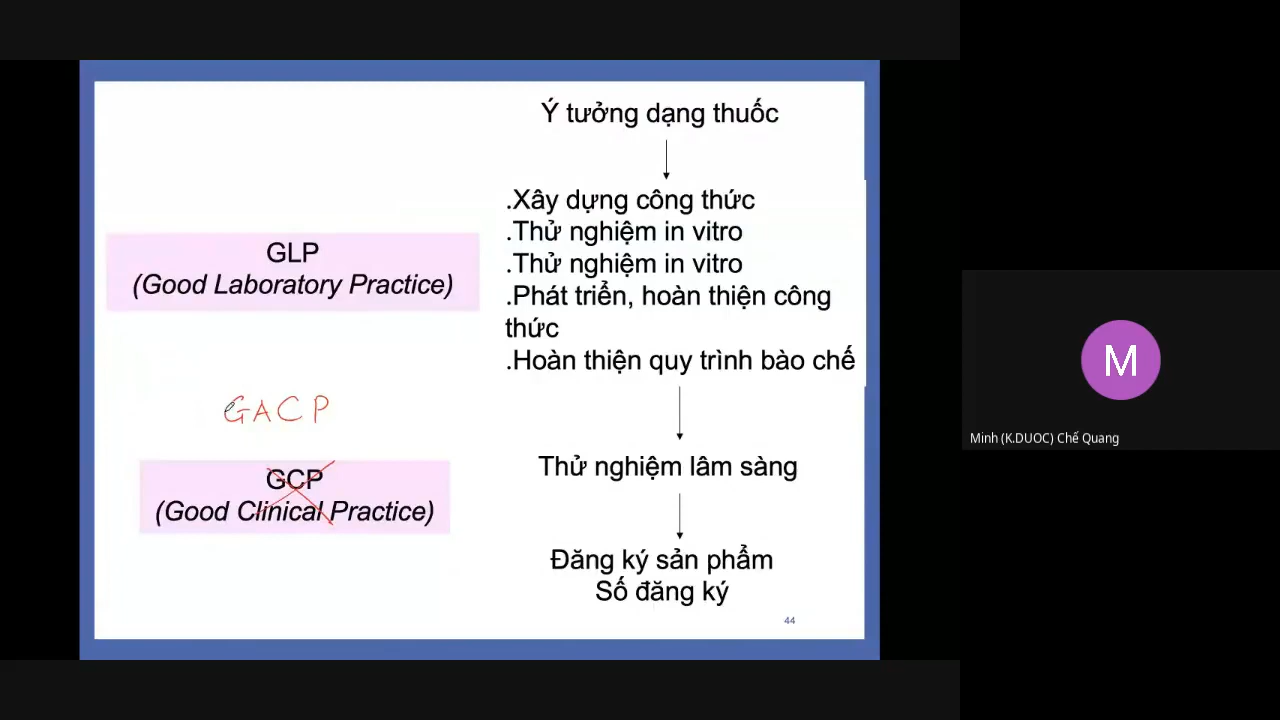 Ý tưởng dạng thuốc
.Xây dựng công thức
.Thử nghiệm in vitro
.Thử nghiệm in vitro
.Phát triển, hoàn thiện công
thức
.Hoàn thiện quy trình bào chế
GLP
(Good Laboratory Practice)
GACP
GCP
(Good Clinical Practice)
Thử nghiệm lâm sàng
Đăng ký sản phẩm
Số đăng ký
44
M
Minh (K.DUOC) Chế Quang